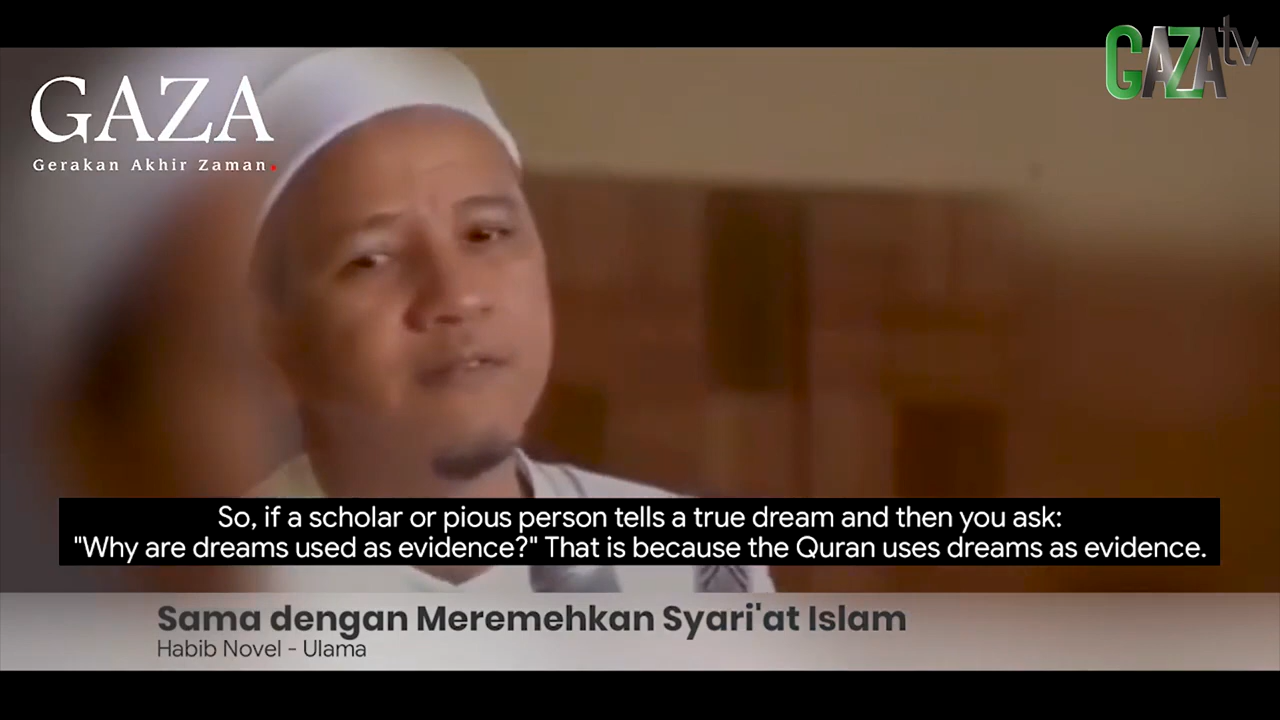 GAZA
Gerakan Akhir Zaman.
GAZAtv
So, if a scholar or pious person tells a true dream and then you ask:
"Why are dreams used as evidence?" That is because the Quran uses dreams as evidence.
Sama dengan Meremehkan Syari'at Islam
Habib Novel - Ulama